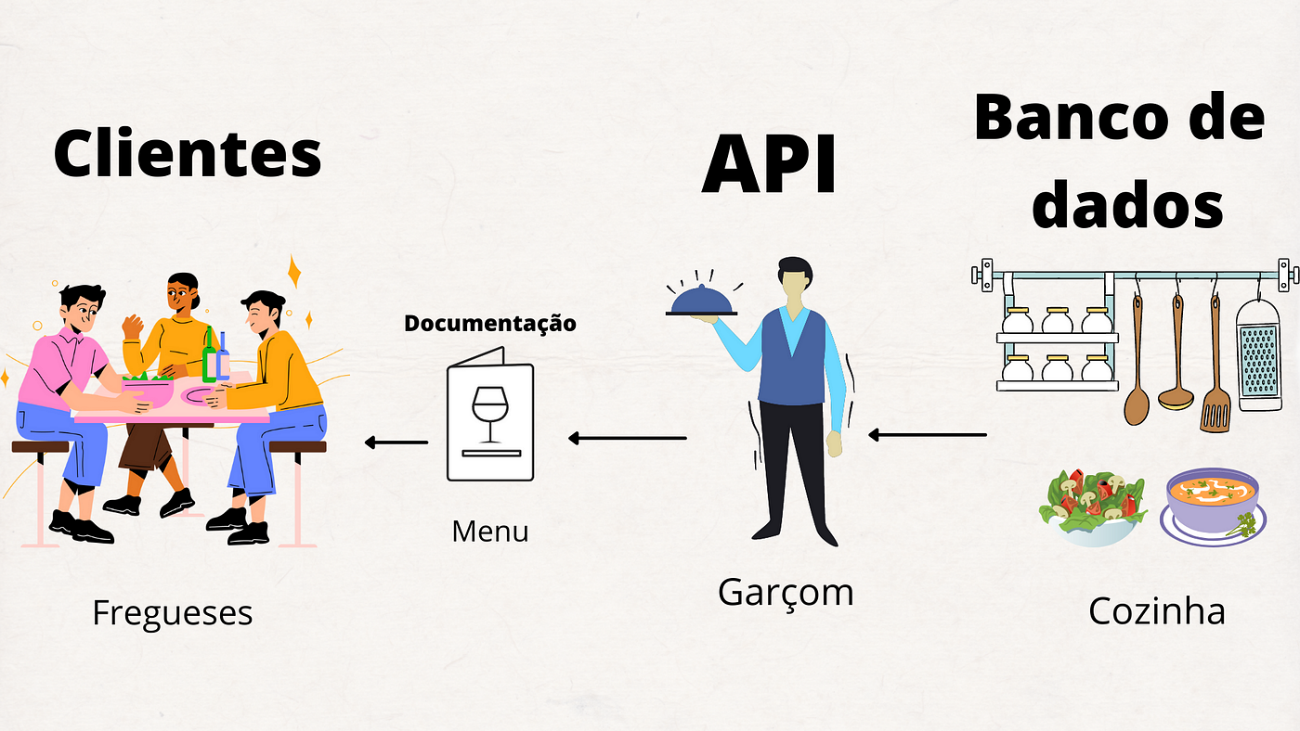 Clientes
API
Banco de
dados
Documentação
Menu
Fregueses
Garçom
Cozinha